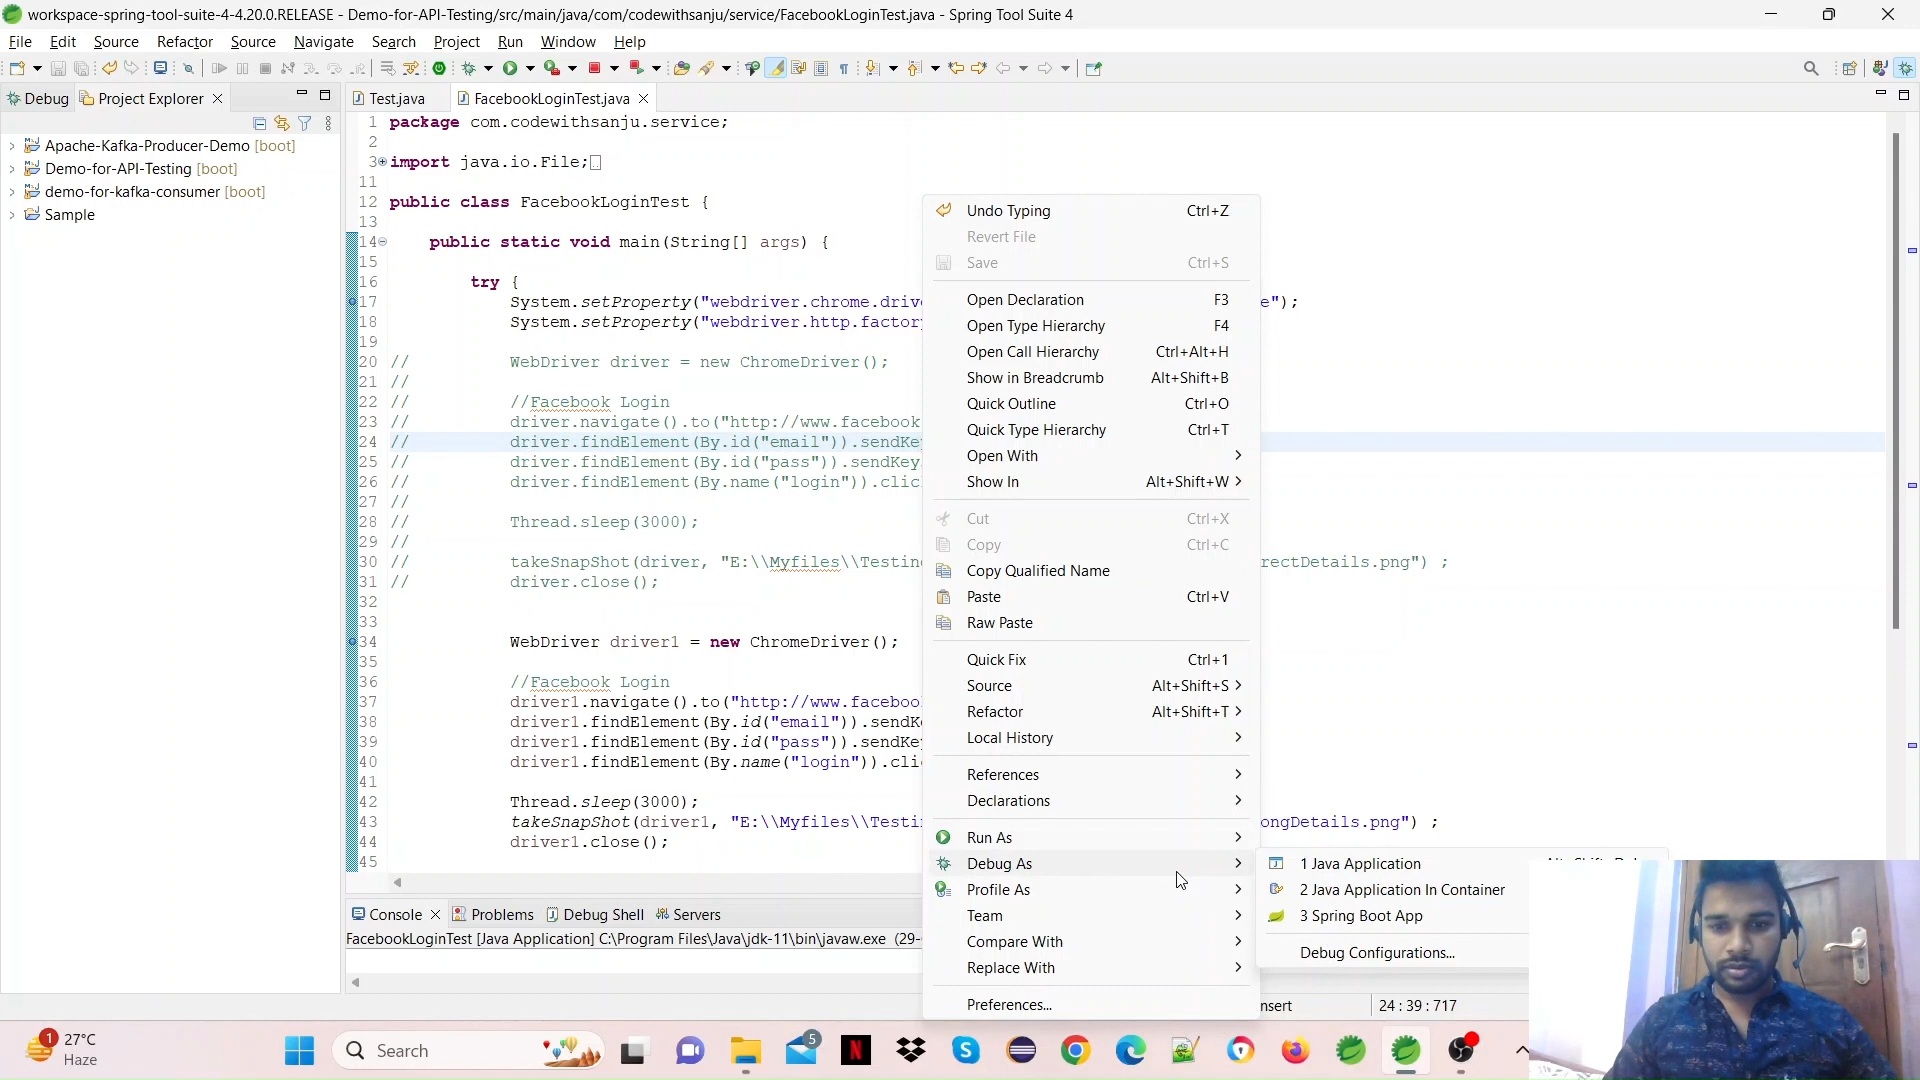 workspace-spring-tool-suite-4-4.20.0.RELEASE - Demo-for-API-Testing/src/main/java/com/codewithsanju/service/FacebookLoginTest.java - Spring Tool Suite 4
File Edit Source Refactor Source Navigate Search Project Run Window Help
Debug Project Explorer
Test.java FacebookLoginTest.java
Apache-Kafka-Producer-Demo [boot]
Demo-for-API-Testing [boot]
demo-for-kafka-consumer [boot]
Sample
1 package com.codewithsanju.service;
2
3 import java.io.File;
11
12 public class FacebookLoginTest {
13
14 public static void main(String[] args) {
15
16 try {
17 System.setProperty("webdriver.chrome.drive e");
18 System.setProperty("webdriver.http.factory
19
20 // WebDriver driver = new ChromeDriver();
21 //
22 // //Facebook Login
23 // driver.navigate().to("http://www.facebook
24 // driver.findElement(By.id("email")).sendKe
25 // driver.findElement(By.id("pass")).sendKey
26 // driver.findElement(By.name("login")).clic
27 //
28 // Thread.sleep(3000);
29 //
30 // takeSnapShot(driver, "E:\\Myfiles\\Testin rectDetails.png") ;
31 // driver.close();
32
33
34 WebDriver driver1 = new ChromeDriver();
35
36 //Facebook Login
37 driver1.navigate().to("http://www.faceboo
38 driver1.findElement(By.id("email")).sendK
39 driver1.findElement(By.id("pass")).sendKe
40 driver1.findElement(By.name("login")).cli
41
42 Thread.sleep(3000);
43 takeSnapShot(driver1, "E:\\Myfiles\\Testi ongDetails.png") ;
44 driver1.close();
45
Undo Typing Ctrl+Z
Revert File
Save Ctrl+S
Open Declaration F3
Open Type Hierarchy F4
Open Call Hierarchy Ctrl+Alt+H
Show in Breadcrumb Alt+Shift+B
Quick Outline Ctrl+O
Quick Type Hierarchy Ctrl+T
Open With
Show In Alt+Shift+W
Cut Ctrl+X
Copy Ctrl+C
Copy Qualified Name
Paste Ctrl+V
Raw Paste
Quick Fix Ctrl+1
Source Alt+Shift+S
Refactor Alt+Shift+T
Local History
References
Declarations
Run As
Debug As
Profile As
Team
Compare With
Replace With
Preferences...
1 Java Application
2 Java Application In Container
3 Spring Boot App
Debug Configurations...
Console Problems Debug Shell Servers
FacebookLoginTest [Java Application] C:\Program Files\Java\jdk-11\bin\javaw.exe (29-
nsert 24 : 39 : 717
1 27°C
Haze
Search
5
N